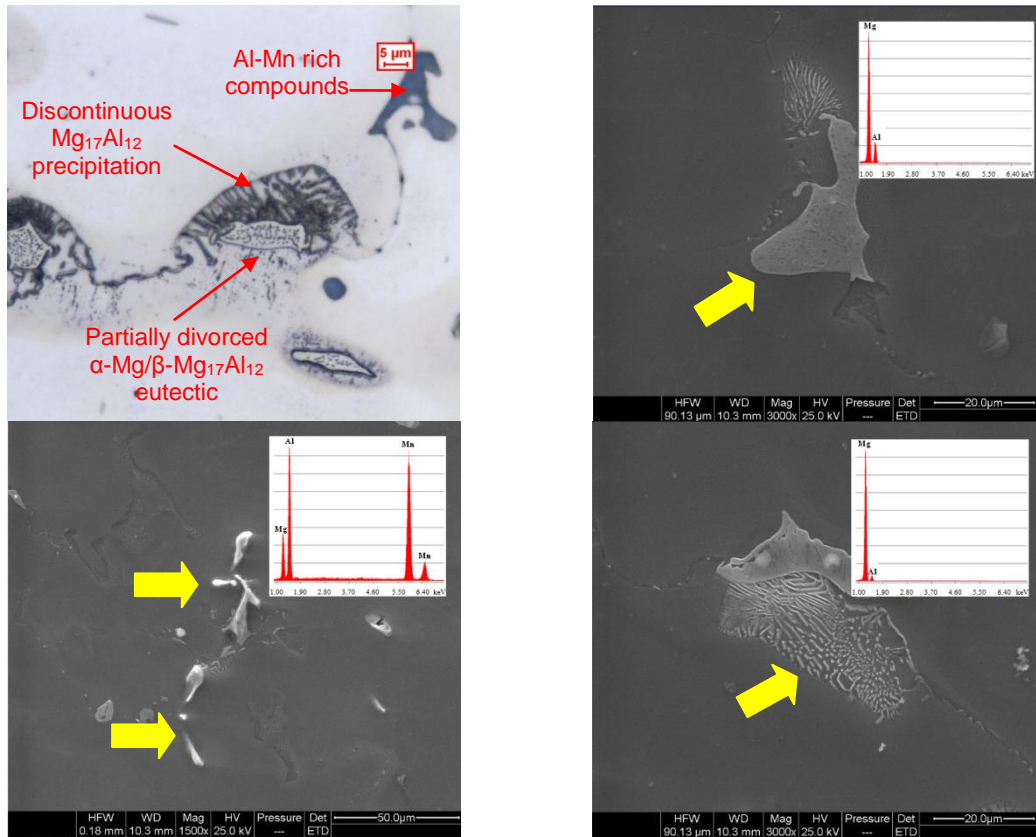 Al-Mn rich
compounds
5 µm
Discontinuous
Mg₁₇Al₁₂
precipitation
Partially divorced
α-Mg/β-Mg₁₇Al₁₂
eutectic
Mg
Al
1.00 1.90 2.80 3.70 4.60 5.50 6.40 keV
HFW WD Mag HV Pressure Det 20.0µm
90.13 µm 10.3 mm 3000x 25.0 kV --- ETD
Al Mn
Mg
Mn
1.00 1.90 2.80 3.70 4.60 5.50 6.40 keV
HFW WD Mag HV Pressure Det 50.0µm
0.18 mm 10.3 mm 1500x 25.0 kV --- ETD
Mg
Al
1.00 1.90 2.80 3.70 4.60 5.50 6.40 keV
HFW WD Mag HV Pressure Det 20.0µm
90.13 µm 10.3 mm 3000x 25.0 kV --- ETD